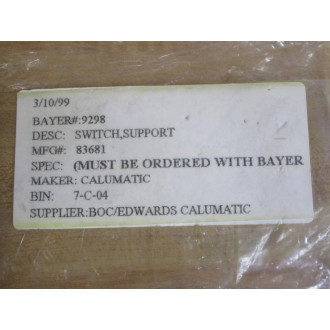 3/10/99
BAYER#:9298
DESC: SWITCH,SUPPORT
MFG#: 83681
SPEC: (MUST BE ORDERED WITH BAYER
MAKER: CALUMATIC
BIN: 7-C-04
SUPPLIER:BOC/EDWARDS CALUMATIC